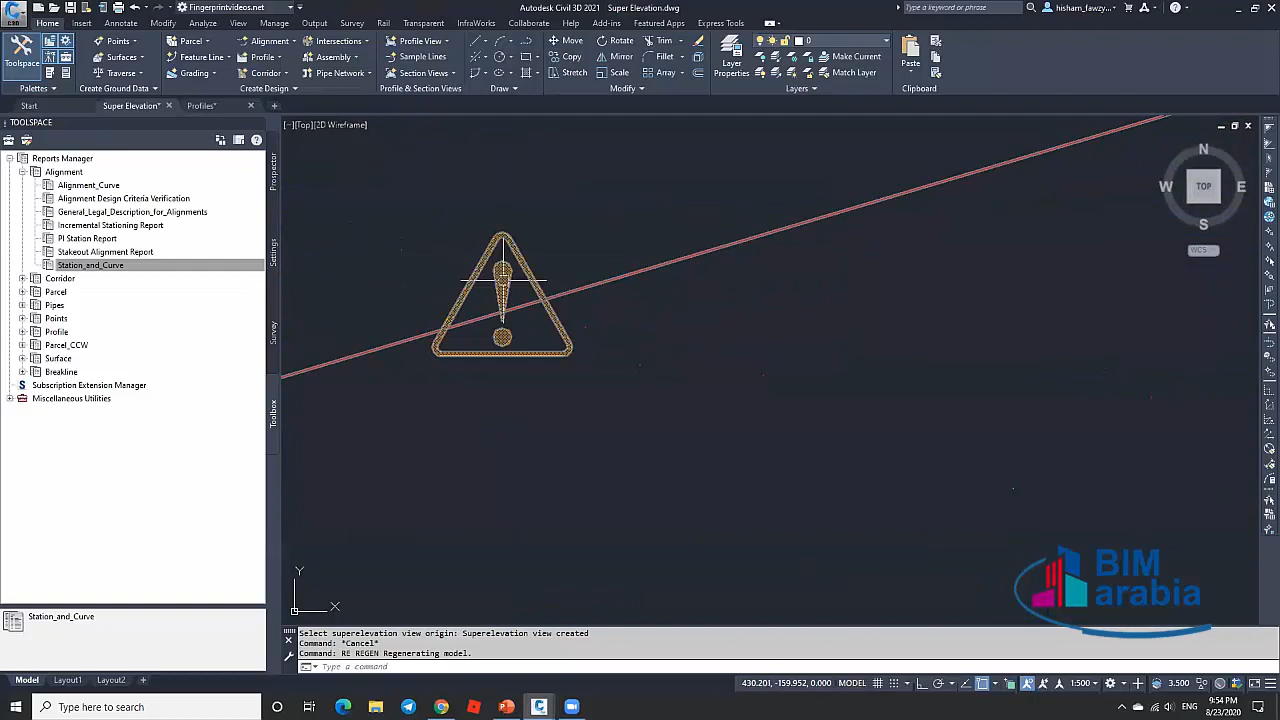 C3D
Fingerprintvideos.net
Autodesk Civil 3D 2021 Super Elevation.dwg
Type a keyword or phrase
hisham_fawzy...
Home Insert Annotate Modify Analyze View Manage Output Survey Rail Transparent InfraWorks Collaborate Help Add-ins Featured Apps Express Tools
Toolspace
Points
Surfaces
Traverse
Parcel
Feature Line
Grading
Alignment
Profile
Corridor
Intersections
Assembly
Pipe Network
Profile View
Sample Lines
Section Views
Move
Copy
Stretch
Rotate
Mirror
Scale
Trim
Fillet
Array
Layer
Properties
0
Make Current
Match Layer
Paste
Palettes
Create Ground Data
Create Design
Profile & Section Views
Draw
Modify
Layers
Clipboard
Start
Super Elevation*
Profiles*
TOOLSPACE
[−][Top][2D Wireframe]
Reports Manager
Alignment
Alignment_Curve
Alignment Design Criteria Verification
General_Legal_Description_for_Alignments
Incremental Stationing Report
PI Station Report
Stakeout Alignment Report
Station_and_Curve
Corridor
Parcel
Pipes
Points
Profile
Parcel_CCW
Surface
Breakline
Subscription Extension Manager
Miscellaneous Utilities
Prospector
Settings
Survey
Toolbox
N
W
TOP
E
S
WCS
Y
X
BIM
arabia
Station_and_Curve
Select superelevation view origin: Superelevation view created
Command: *Cancel*
Command: RE REGEN Regenerating model.
Type a command
Model
Layout1
Layout2
430.201, -159.952, 0.000
MODEL
1:500
3.500
Type here to search
9:54 PM
8/23/2020